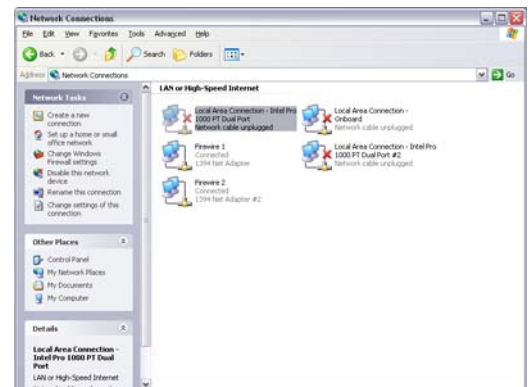 Network Connections
File Edit View Favorites Tools Advanced Help
Back Search Folders
Address Network Connections Go
Network Tasks
Create a new
connection
Set up a home or small
office network
Change Windows
Firewall settings
Disable this network
device
Rename this connection
Change settings of this
connection
Other Places
Control Panel
My Network Places
My Documents
My Computer
Details
Local Area Connection -
Intel Pro 1000 PT Dual
Port
LAN or High-Speed Internet
LAN or High-Speed Internet
Local Area Connection - Intel Pro
1000 PT Dual Port
Network cable unplugged
Local Area Connection -
Onboard
Network cable unplugged
Firewire 1
Connected
1394 Net Adapter
Local Area Connection - Intel Pro
1000 PT Dual Port #2
Network cable unplugged
Firewire 2
Connected
1394 Net Adapter #2